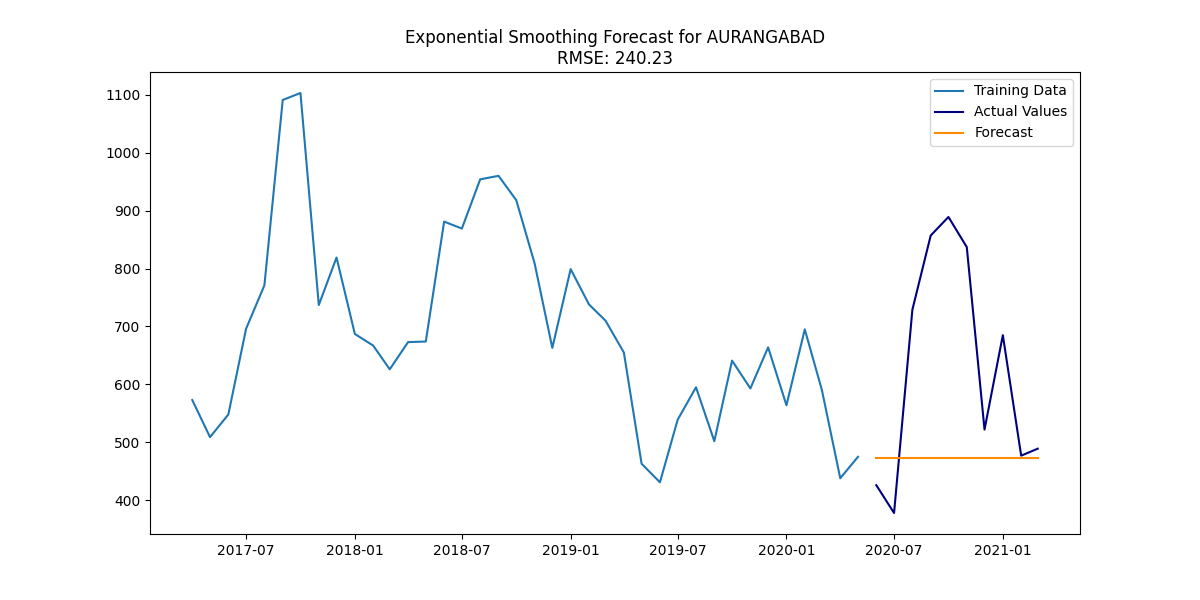 Exponential Smoothing Forecast for AURANGABAD
RMSE: 240.23
Training Data
Actual Values
Forecast
1100
1000
900
800
700
600
500
400
2017-07 2018-01 2018-07 2019-01 2019-07 2020-01 2020-07 2021-01